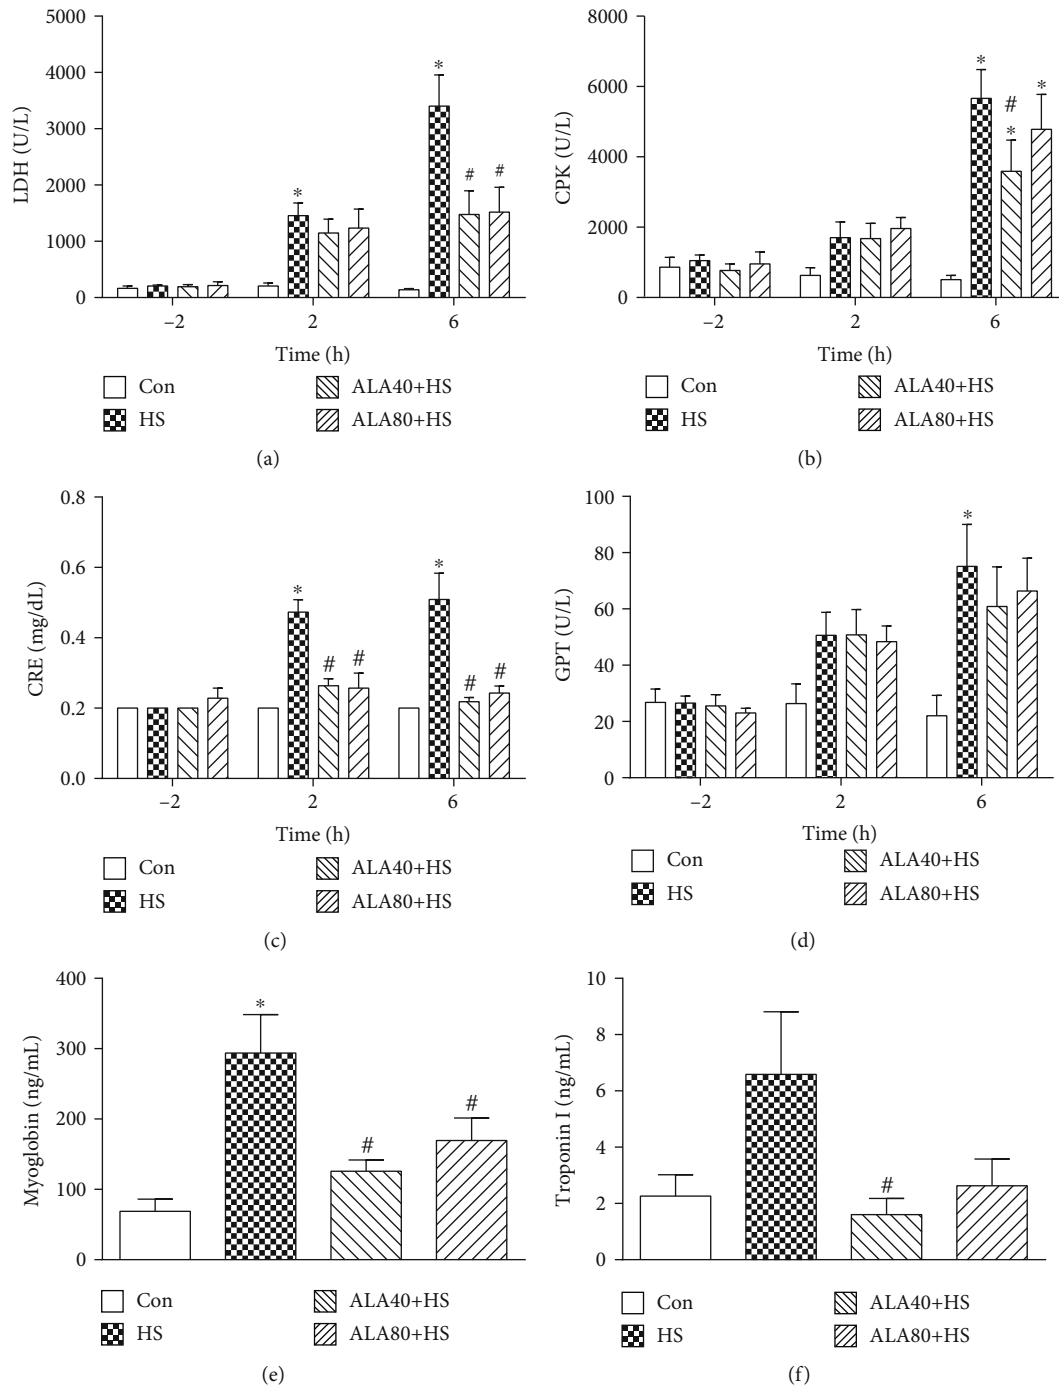 LDH (U/L)
5000
4000
3000
2000
1000
0
*
*
#
#
–2
2
6
Time (h)
Con
HS
ALA40+HS
ALA80+HS
(a)
CPK (U/L)
8000
6000
4000
2000
0
*
#
*
*
–2
2
6
Time (h)
Con
HS
ALA40+HS
ALA80+HS
(b)
CRE (mg/dL)
0.8
0.6
0.4
0.2
0.0
*
#
#
*
#
#
–2
2
6
Time (h)
Con
HS
ALA40+HS
ALA80+HS
(c)
GPT (U/L)
100
80
60
40
20
0
*
–2
2
6
Time (h)
Con
HS
ALA40+HS
ALA80+HS
(d)
Myoglobin (ng/mL)
400
300
200
100
0
*
#
#
Con
HS
ALA40+HS
ALA80+HS
(e)
Troponin I (ng/mL)
10
8
6
4
2
0
#
Con
HS
ALA40+HS
ALA80+HS
(f)